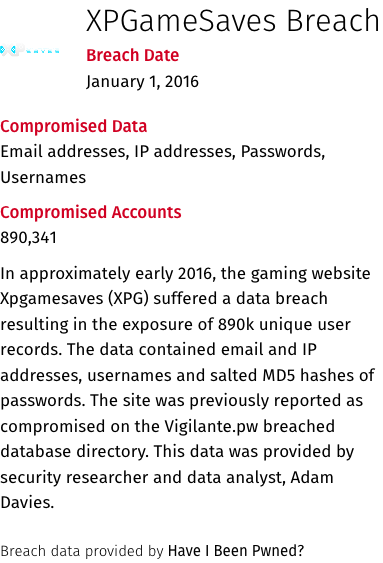 XPGameSaves Breach
Breach Date
January 1, 2016
Compromised Data
Email addresses, IP addresses, Passwords,
Usernames
Compromised Accounts
890,341
In approximately early 2016, the gaming website
Xpgamesaves (XPG) suffered a data breach
resulting in the exposure of 890k unique user
records. The data contained email and IP
addresses, usernames and salted MD5 hashes of
passwords. The site was previously reported as
compromised on the Vigilante.pw breached
database directory. This data was provided by
security researcher and data analyst, Adam
Davies.
Breach data provided by Have I Been Pwned?